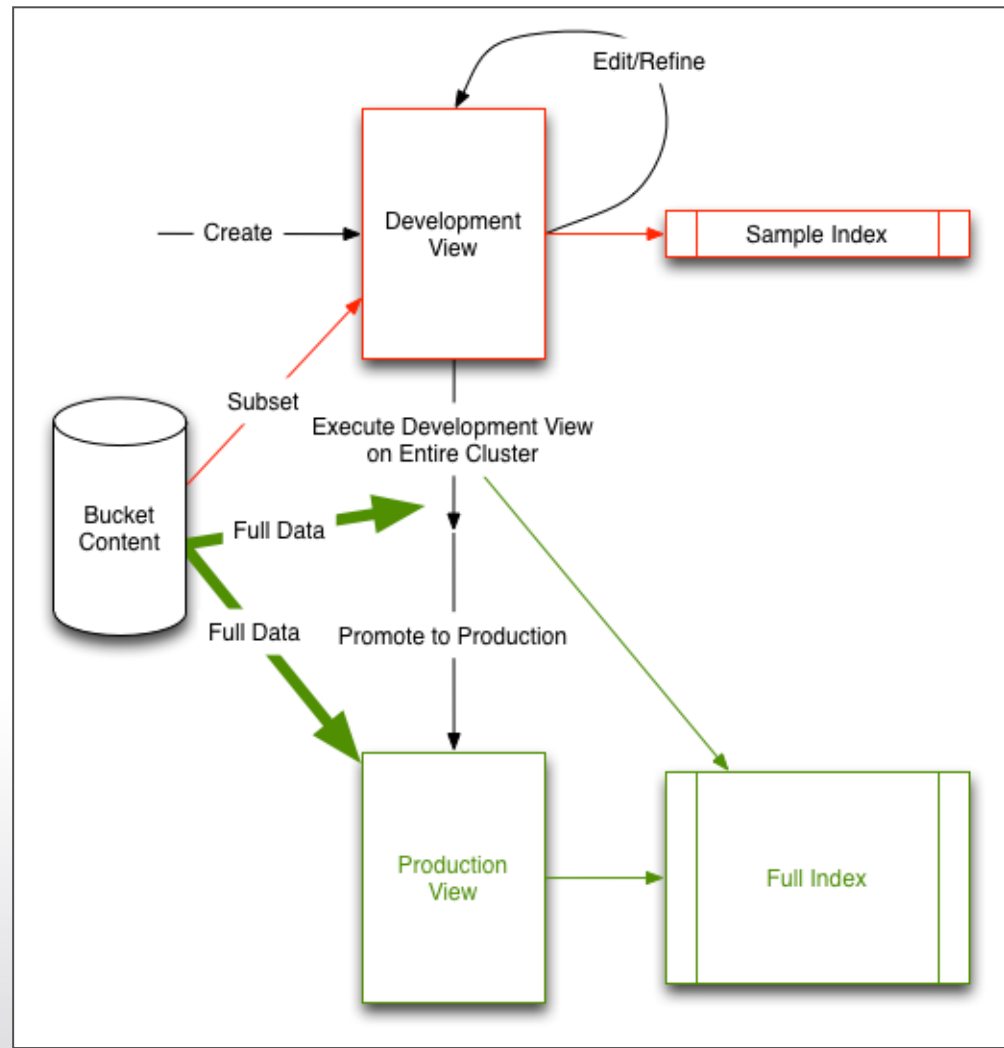 Edit/Refine
Create
Development
View
Sample Index
Subset
Execute Development View
on Entire Cluster
Bucket
Content
Full Data
Full Data
Promote to Production
Production
View
Full Index